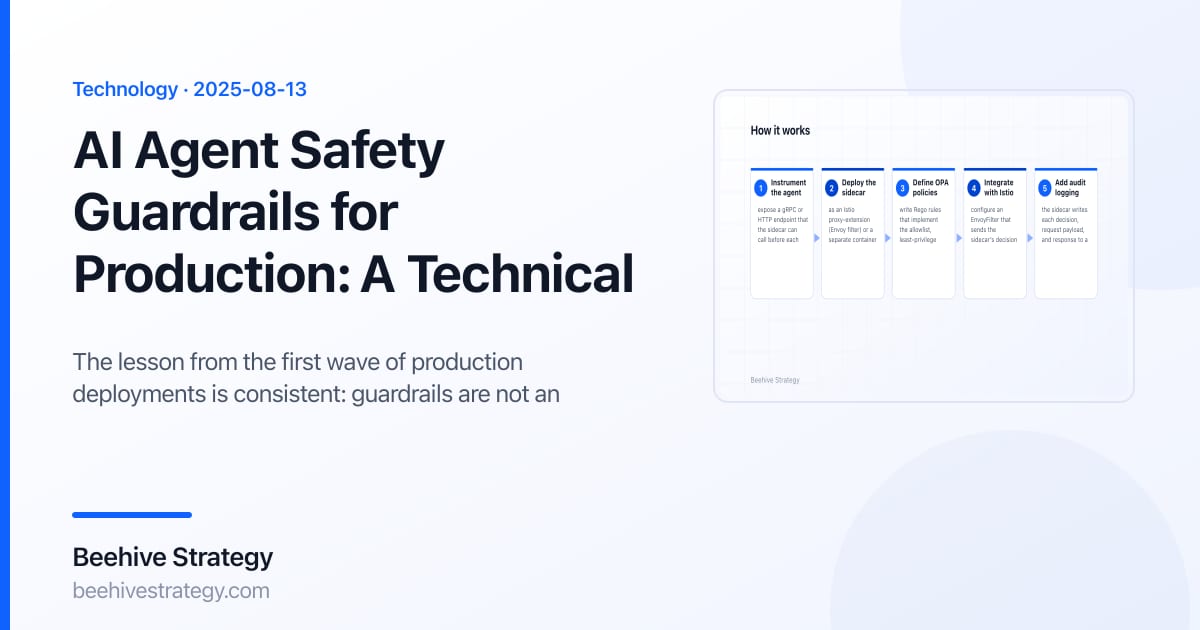 Technology · 2025-08-13
AI Agent Safety
Guardrails for
Production: A Technical
The lesson from the first wave of production
deployments is consistent: guardrails are not an
Beehive Strategy
beehivestrategy.com
How it works
1
Instrument
the agent
expose a gRPC or
HTTP endpoint that
the sidecar can
call before each
2
Deploy the
sidecar
as an Istio
proxy-extension
(Envoy filter) or a
separate container
3
Define OPA
policies
write Rego rules
that implement
the allowlist,
least-privilege
4
Integrate
with Istio
configure an
EnvoyFilter that
sends the
sidecar's decision
5
Add audit
logging
the sidecar writes
each decision,
request payload,
and response to a
Beehive Strategy